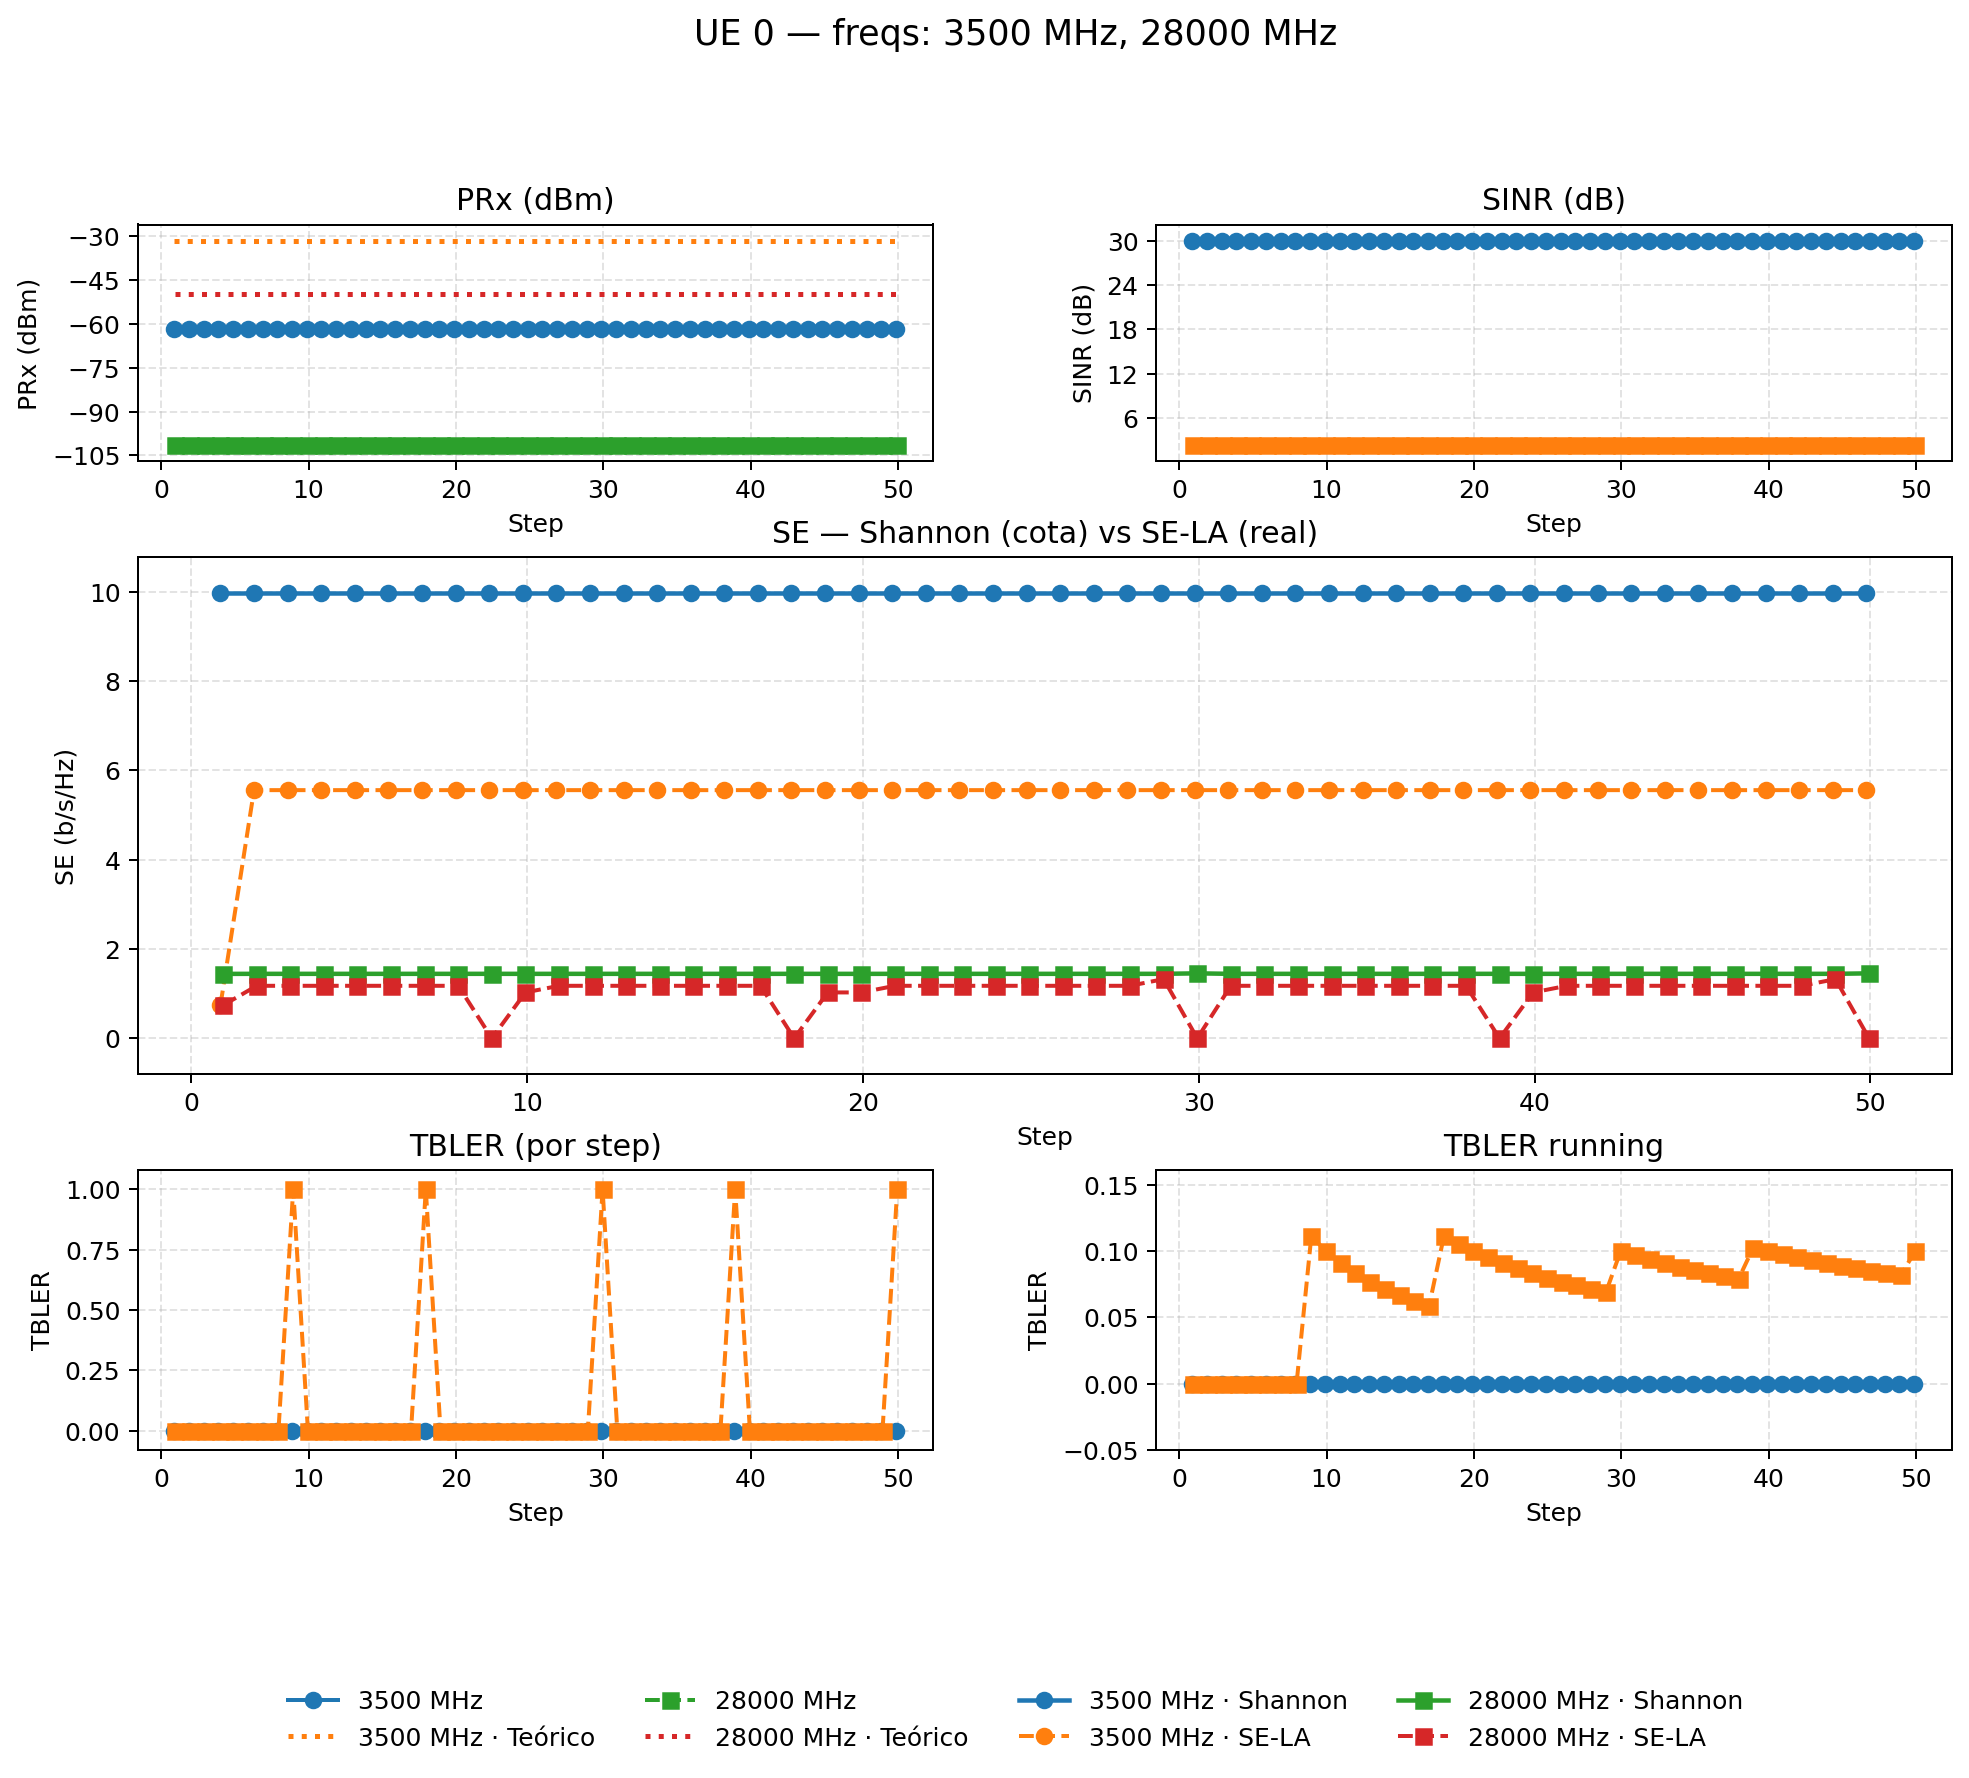 UE 0 — freqs: 3500 MHz, 28000 MHz
PRx (dBm)
PRx (dBm)
−30
−45
−60
−75
−90
−105
0 10 20 30 40 50
Step
SINR (dB)
SINR (dB)
30
24
18
12
6
0 10 20 30 40 50
Step
SE — Shannon (cota) vs SE-LA (real)
SE (b/s/Hz)
10
8
6
4
2
0
0 10 20 30 40 50
Step
TBLER (por step)
TBLER
1.00
0.75
0.50
0.25
0.00
0 10 20 30 40 50
Step
TBLER running
TBLER
0.15
0.10
0.05
0.00
−0.05
0 10 20 30 40 50
Step
3500 MHz 28000 MHz 3500 MHz · Shannon 28000 MHz · Shannon
3500 MHz · Teórico 28000 MHz · Teórico 3500 MHz · SE-LA 28000 MHz · SE-LA